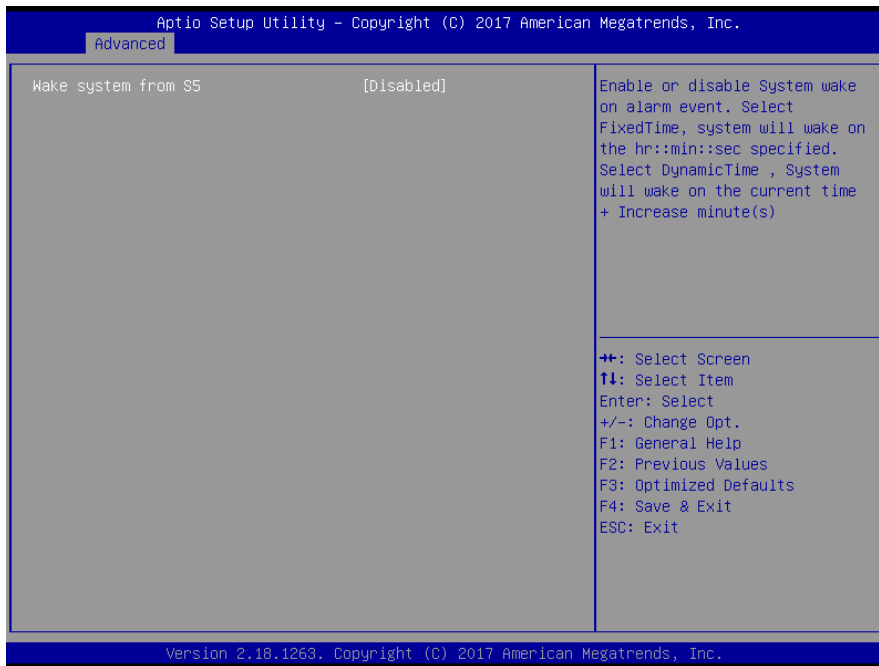 Aptio Setup Utility – Copyright (C) 2017 American Megatrends, Inc.
Advanced
Wake system from S5 [Disabled]
Enable or disable System wake
on alarm event. Select
FixedTime, system will wake on
the hr::min::sec specified.
Select DynamicTime , System
will wake on the current time
+ Increase minute(s)
→←: Select Screen
↑↓: Select Item
Enter: Select
+/-: Change Opt.
F1: General Help
F2: Previous Values
F3: Optimized Defaults
F4: Save & Exit
ESC: Exit
Version 2.18.1263. Copyright (C) 2017 American Megatrends, Inc.